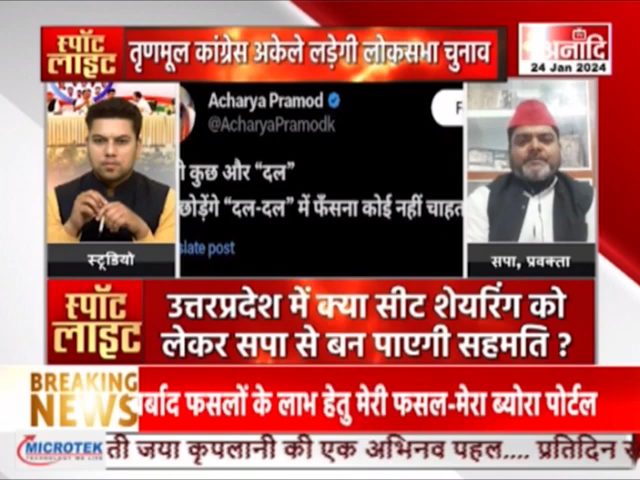 स्पॉट
लाइट
तृणमूल कांग्रेस अकेले लड़ेगी लोकसभा चुनाव
अनादि
24 Jan 2024
Acharya Pramod
@AcharyaPramodk
F
कुछ और “दल”
छोड़ेंगे “दल-दल” में फँसना कोई नहीं चाहत
slate post
स्टूडियो
सपा, प्रवक्ता
स्पॉट
लाइट
उत्तरप्रदेश में क्या सीट शेयरिंग को
लेकर सपा से बन पाएगी सहमति ?
BREAKING
NEWS
र्बाद फसलों के लाभ हेतु मेरी फसल-मेरा ब्योरा पोर्टल
MICROTEK
ती जया कृपलानी की एक अभिनव पहल.... प्रतिदिन